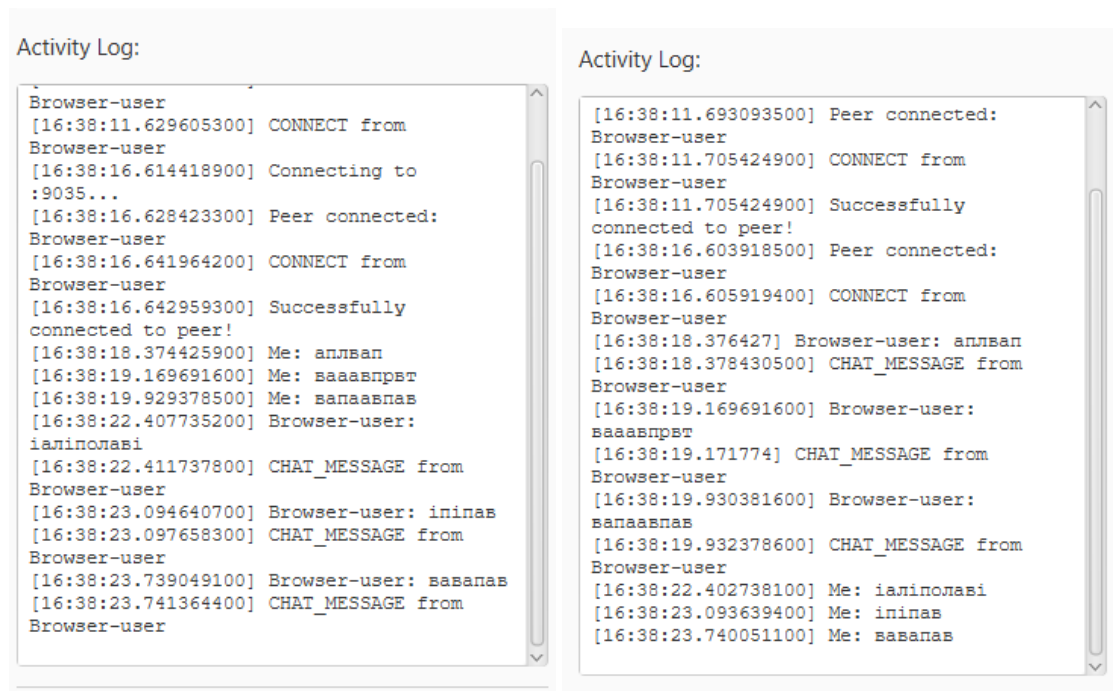 Activity Log:
Browser-user
[16:38:11.629605300] CONNECT from
Browser-user
[16:38:16.614418900] Connecting to
:9035...
[16:38:16.628423300] Peer connected:
Browser-user
[16:38:16.641964200] CONNECT from
Browser-user
[16:38:16.642959300] Successfully
connected to peer!
[16:38:18.374425900] Me: аплвап
[16:38:19.169691600] Me: вааавпрвт
[16:38:19.929378500] Me: вапаавпав
[16:38:22.407735200] Browser-user:
іаліполаві
[16:38:22.411737800] CHAT_MESSAGE from
Browser-user
[16:38:23.094640700] Browser-user: іпіпав
[16:38:23.097658300] CHAT_MESSAGE from
Browser-user
[16:38:23.739049100] Browser-user: вавапав
[16:38:23.741364400] CHAT_MESSAGE from
Browser-user
Activity Log:
[16:38:11.693093500] Peer connected:
Browser-user
[16:38:11.705424900] CONNECT from
Browser-user
[16:38:11.705424900] Successfully
connected to peer!
[16:38:16.603918500] Peer connected:
Browser-user
[16:38:16.605919400] CONNECT from
Browser-user
[16:38:18.376427] Browser-user: аплвап
[16:38:18.378430500] CHAT_MESSAGE from
Browser-user
[16:38:19.169691600] Browser-user:
вааавпрвт
[16:38:19.171774] CHAT_MESSAGE from
Browser-user
[16:38:19.930381600] Browser-user:
вапаавпав
[16:38:19.932378600] CHAT_MESSAGE from
Browser-user
[16:38:22.402738100] Me: іаліполаві
[16:38:23.093639400] Me: іпіпав
[16:38:23.740051100] Me: вавапав